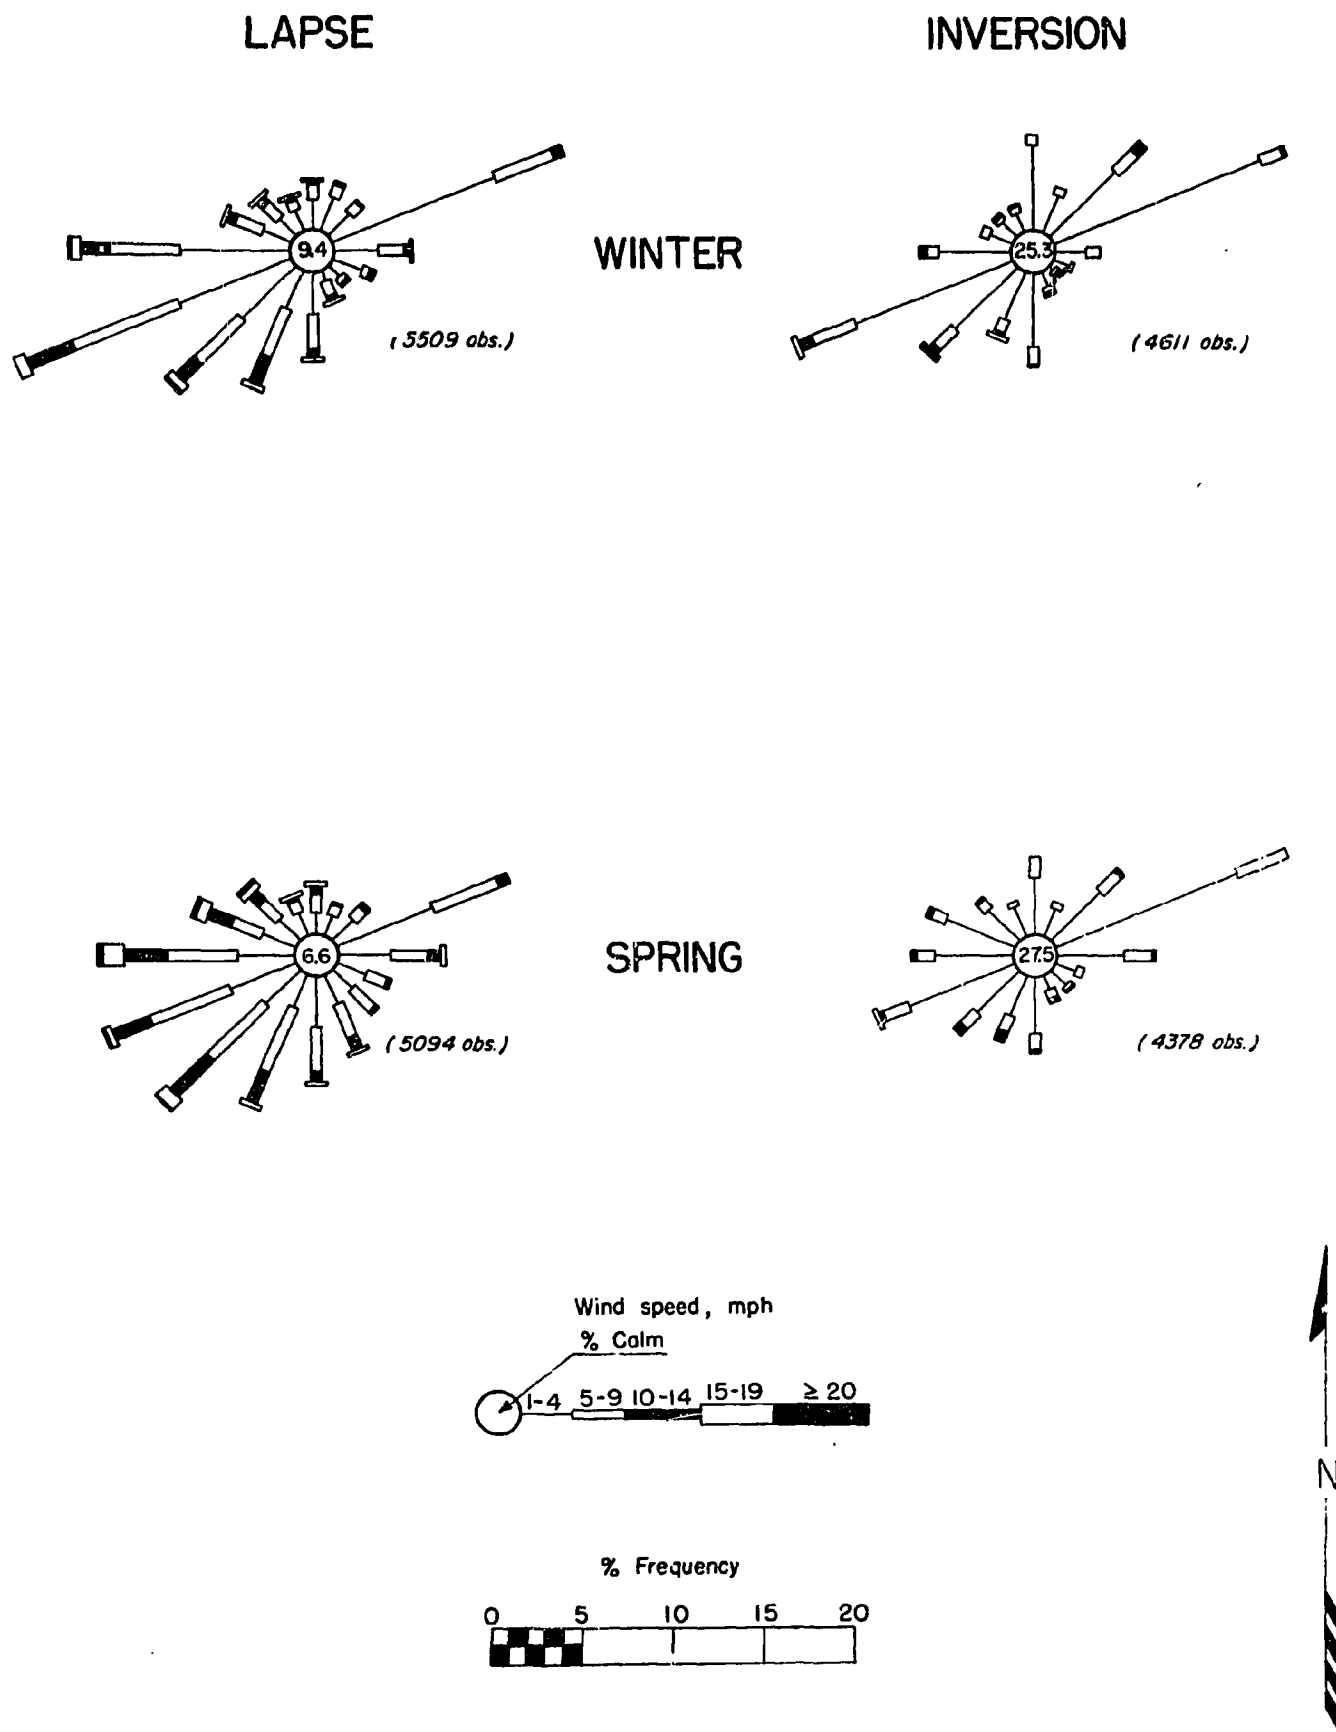 LAPSE INVERSION
9.4 WINTER 25.3
(5509 obs.) (4611 obs.)
6.6 SPRING 27.5
(5094 obs.) (4378 obs.)
Wind speed, mph
% Calm
1-4 5-9 10-14 15-19 ≥ 20
N
% Frequency
0 5 10 15 20